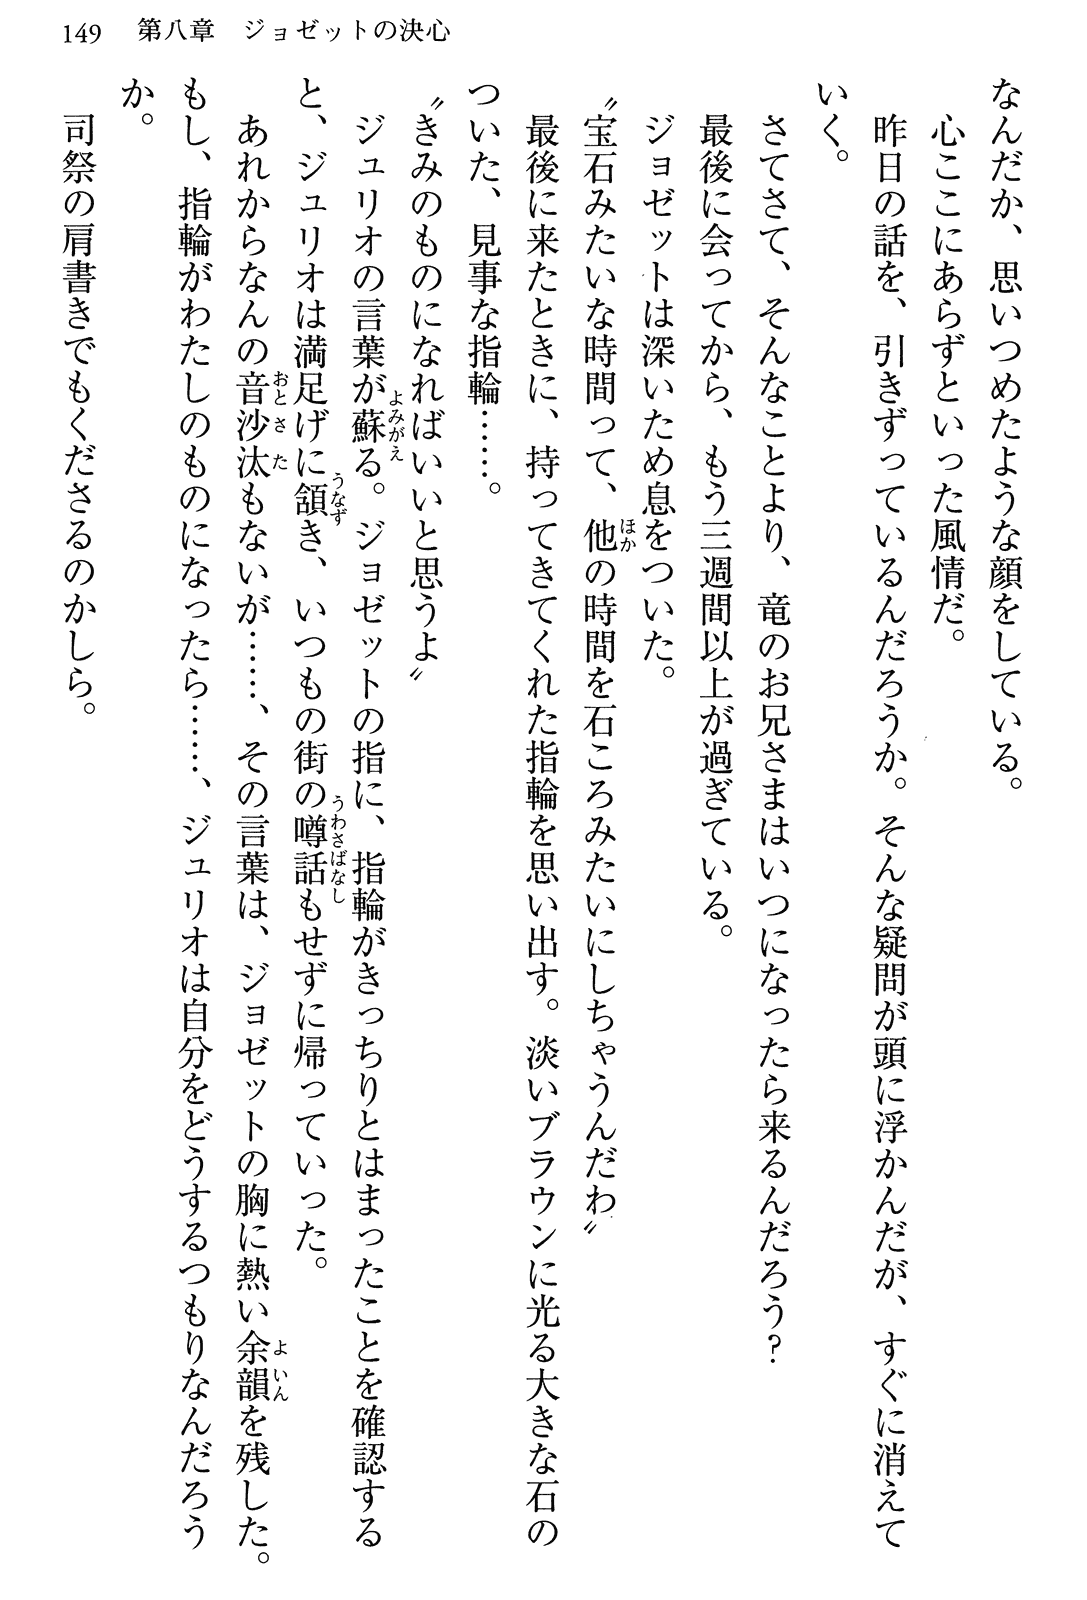 149　第八章　ジョゼットの決心
なんだか、思いつめたような顔をしている。
　心ここにあらずといった風情だ。
　昨日の話を、引きずっているんだろうか。そんな疑問が頭に浮かんだが、すぐに消えて
いく。
　さてさて、そんなことより、竜のお兄さまはいつになったら来るんだろう？
　最後に会ってから、もう三週間以上が過ぎている。
　ジョゼットは深いため息をついた。
〝宝石みたいな時間って、他の時間を石ころみたいにしちゃうんだわ〟
　最後に来たときに、持ってきてくれた指輪を思い出す。淡いブラウンに光る大きな石の
ついた、見事な指輪……。
〝きみのものになればいいと思うよ〟
　ジュリオの言葉が蘇る。ジョゼットの指に、指輪がきっちりとはまったことを確認する
と、ジュリオは満足げに頷き、いつもの街の噂話もせずに帰っていった。
　あれからなんの音沙汰もないが……、その言葉は、ジョゼットの胸に熱い余韻を残した。
もし、指輪がわたしのものになったら……、ジュリオは自分をどうするつもりなんだろう
か。
　司祭の肩書きでもくださるのかしら。